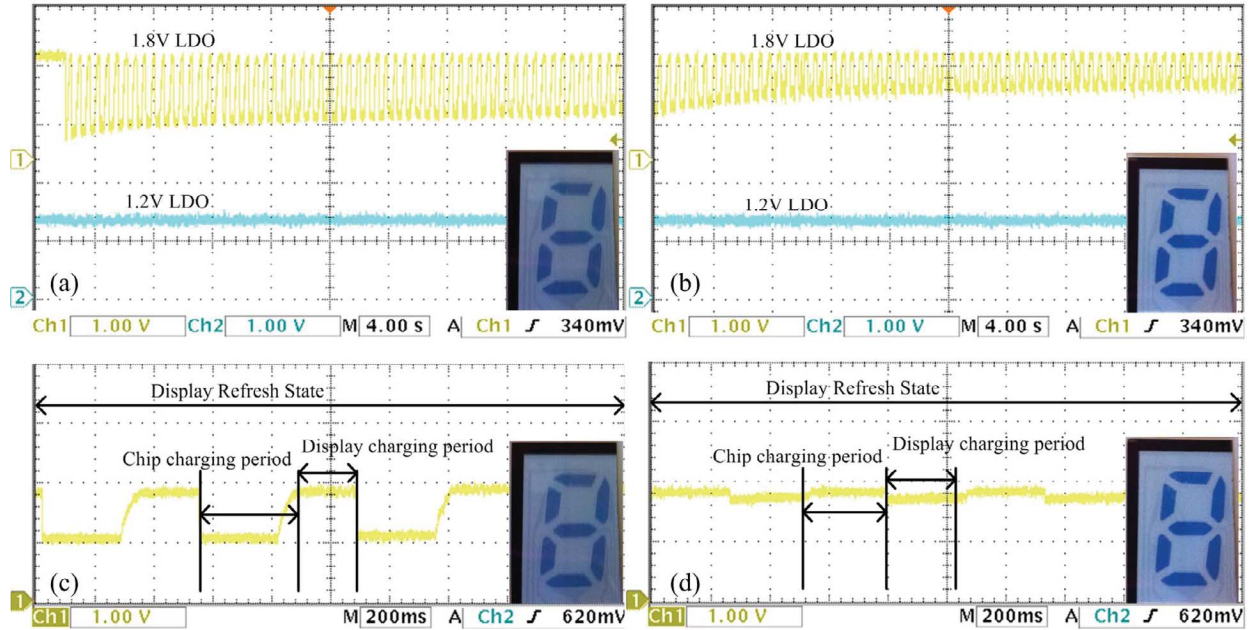 1.8V LDO
1
1.2V LDO
(a)
2
Ch1 1.00 V Ch2 1.00 V M 4.00 s A Ch1 340mV
1.8V LDO
1
1.2V LDO
(b)
2
Ch1 1.00 V Ch2 1.00 V M 4.00 s A Ch1 340mV
Display Refresh State
Display charging period
Chip charging period
(c)
1
Ch1 1.00 V M 200ms A Ch2 620mV
Display Refresh State
Display charging period
Chip charging period
(d)
1
Ch1 1.00 V M 200ms A Ch2 620mV